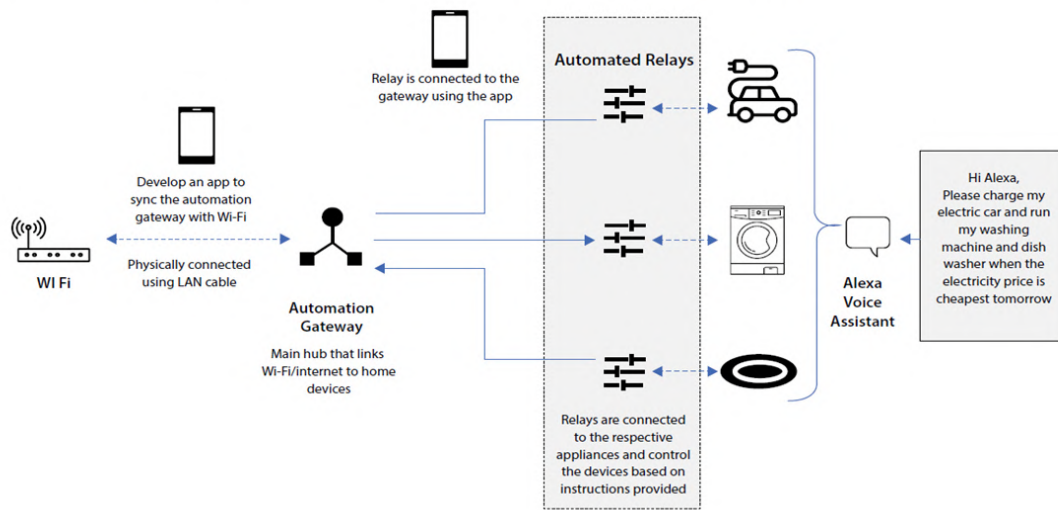 Relay is connected to the
gateway using the app
Automated Relays
Develop an app to
sync the automation
gateway with Wi-Fi
Physically connected
using LAN cable
WI Fi
Automation
Gateway
Main hub that links
Wi-Fi/internet to home
devices
Relays are connected
to the respective
appliances and control
the devices based on
instructions provided
Alexa
Voice
Assistant
Hi Alexa,
Please charge my
electric car and run
my washing
machine and dish
washer when the
electricity price is
cheapest tomorrow